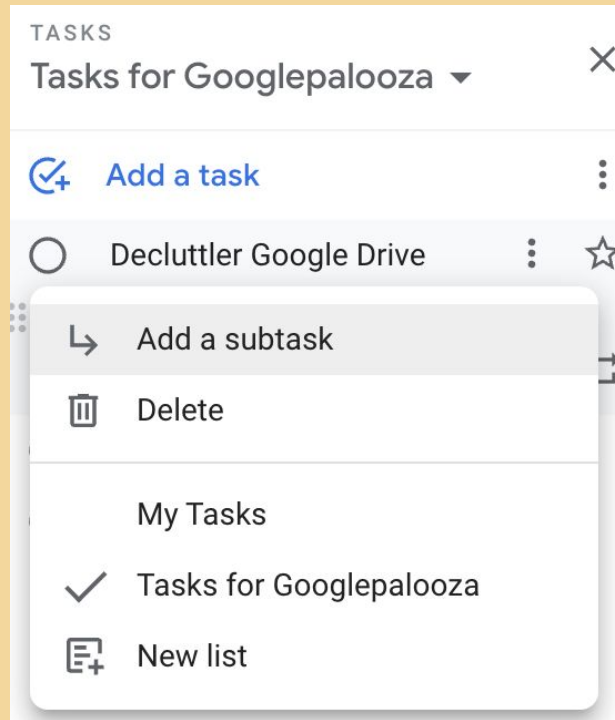 TASKS
Tasks for Googlepalooza
Add a task
Decluttler Google Drive
Add a subtask
Delete
My Tasks
Tasks for Googlepalooza
New list